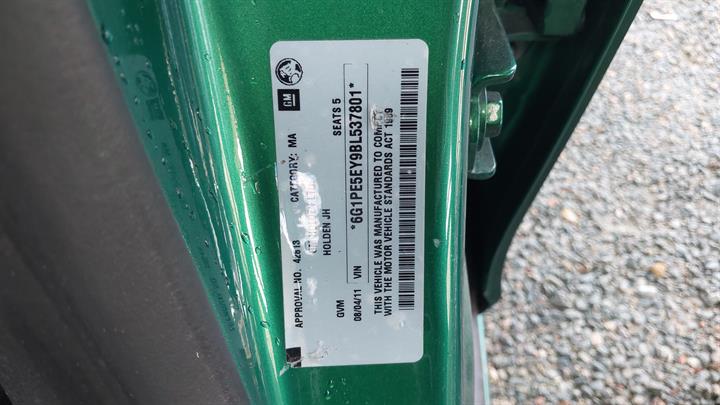 GM
APPROVAL NO. 42613 CATEGORY: MA
HOLDEN JH SEATS 5
GVM
08/04/11 VIN *6G1PE5EY9BL537801*
THIS VEHICLE WAS MANUFACTURED TO COMPLY
WITH THE MOTOR VEHICLE STANDARDS ACT 1989